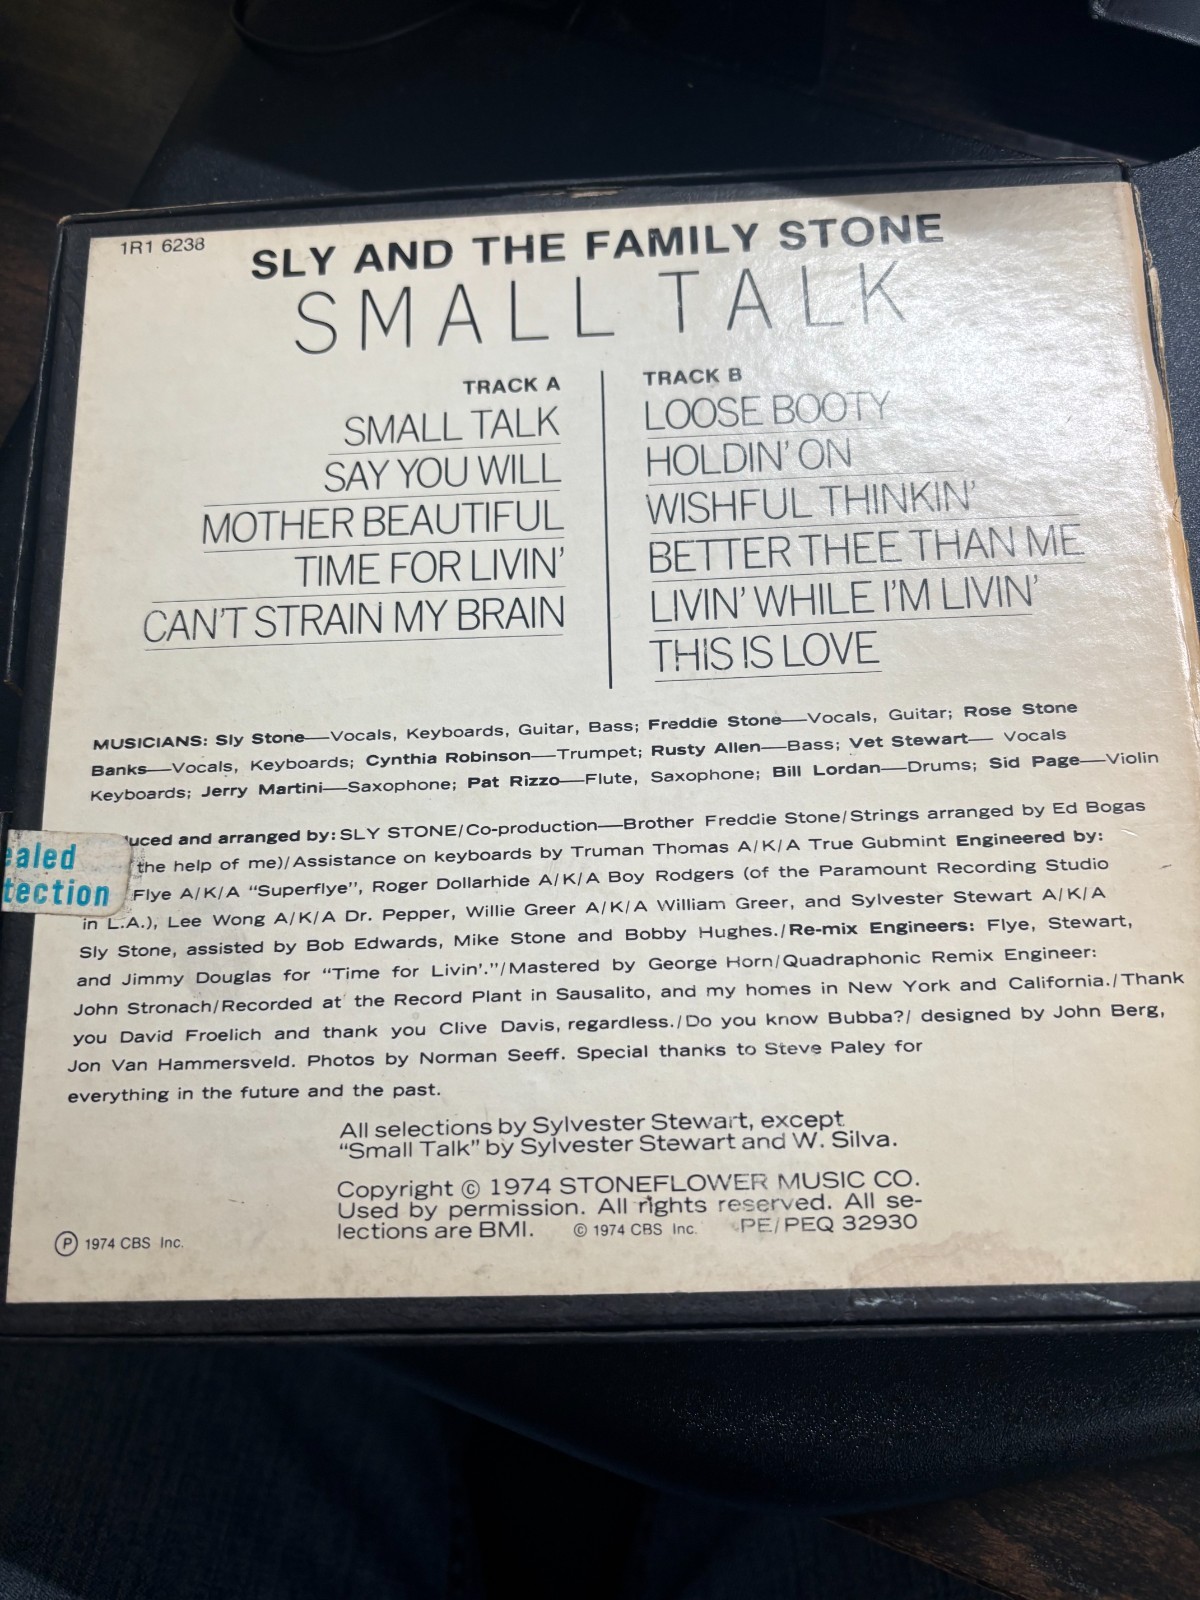 1R1 6238
SLY AND THE FAMILY STONE
SMALL TALK
TRACK A
SMALL TALK
SAY YOU WILL
MOTHER BEAUTIFUL
TIME FOR LIVIN'
CAN'T STRAIN MY BRAIN
TRACK B
LOOSE BOOTY
HOLDIN' ON
WISHFUL THINKIN'
BETTER THEE THAN ME
LIVIN' WHILE I'M LIVIN'
THIS IS LOVE
MUSICIANS: Sly Stone—Vocals, Keyboards, Guitar, Bass; Freddie Stone—Vocals, Guitar; Rose Stone
Banks—Vocals, Keyboards; Cynthia Robinson—Trumpet; Rusty Allen—Bass; Vet Stewart— Vocals
Keyboards; Jerry Martini—Saxophone; Pat Rizzo—Flute, Saxophone; Bill Lordan—Drums; Sid Page—Violin
uced and arranged by: SLY STONE/Co-production—Brother Freddie Stone/Strings arranged by Ed Bogas
the help of me)/Assistance on keyboards by Truman Thomas A/K/A True Gubmint Engineered by:
Flye A/K/A "Superflye", Roger Dollarhide A/K/A Boy Rodgers (of the Paramount Recording Studio
in L.A.), Lee Wong A/K/A Dr. Pepper, Willie Greer A/K/A William Greer, and Sylvester Stewart A/K/A
Sly Stone, assisted by Bob Edwards, Mike Stone and Bobby Hughes./Re-mix Engineers: Flye, Stewart,
and Jimmy Douglas for "Time for Livin'."/Mastered by George Horn/Quadraphonic Remix Engineer:
John Stronach/Recorded at the Record Plant in Sausalito, and my homes in New York and California./Thank
you David Froelich and thank you Clive Davis, regardless./Do you know Bubba?/ designed by John Berg,
Jon Van Hammersveld. Photos by Norman Seeff. Special thanks to Steve Paley for
everything in the future and the past.
ealed
tection
All selections by Sylvester Stewart, except
"Small Talk" by Sylvester Stewart and W. Silva.
Copyright © 1974 STONEFLOWER MUSIC CO.
Used by permission. All rights reserved. All se-
lections are BMI. © 1974 CBS Inc. PE/PEQ 32930
℗ 1974 CBS Inc.